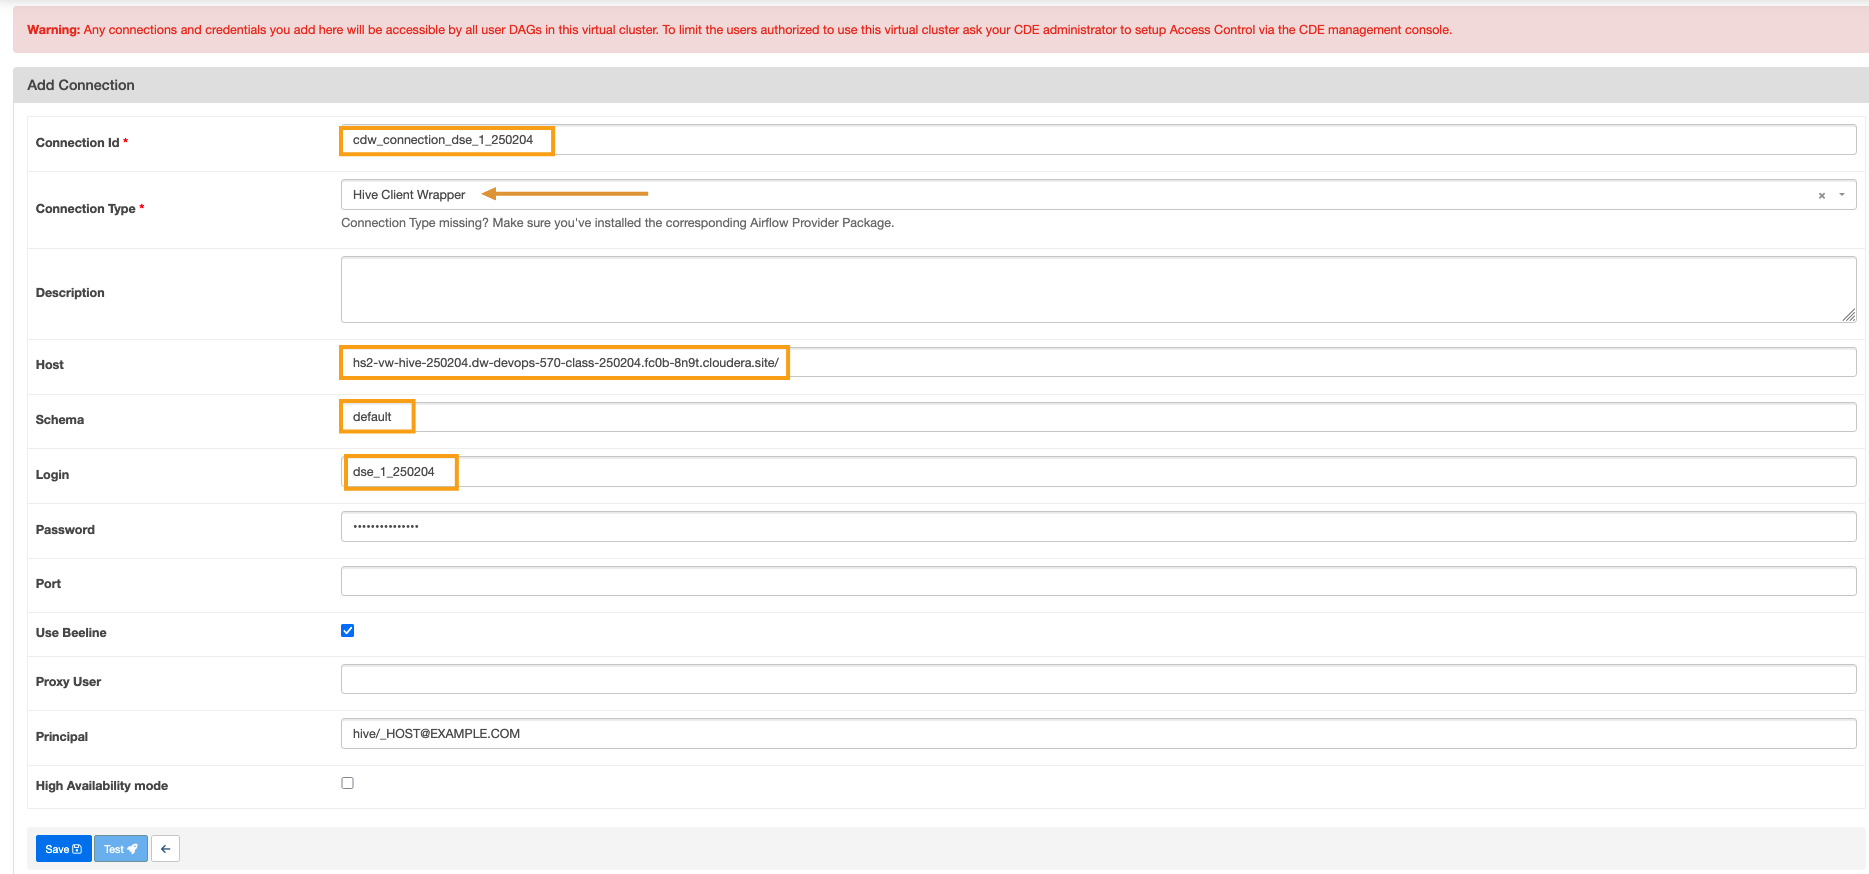 Warning: Any connections and credentials you add here will be accessible by all user DAGs in this virtual cluster. To limit the users authorized to use this virtual cluster ask your CDE administrator to setup Access Control via the CDE management console.
Add Connection
Connection Id *
cdw_connection_dse_1_250204
Connection Type *
Hive Client Wrapper
Connection Type missing? Make sure you've installed the corresponding Airflow Provider Package.
Description
Host
hs2-vw-hive-250204.dw-devops-570-class-250204.fc0b-8n9t.cloudera.site/
Schema
default
Login
dse_1_250204
Password
•••••••••••••••
Port
Use Beeline
Proxy User
Principal
hive/_HOST@EXAMPLE.COM
High Availability mode
Save
Test